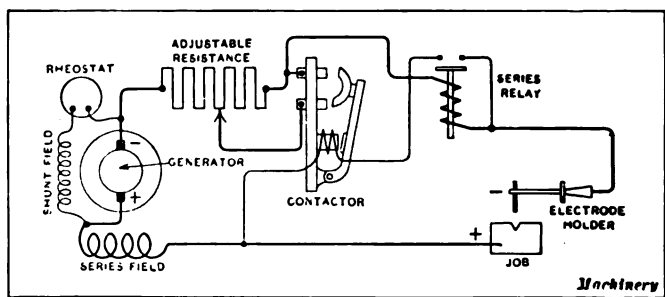 ADJUSTABLE
RESISTANCE
RHEOSTAT
SERIES
RELAY
-
GENERATOR
SHUNT FIELD
+
CONTACTOR
-
ELECTRODE
HOLDER
+
SERIES FIELD
JOB
Machinery